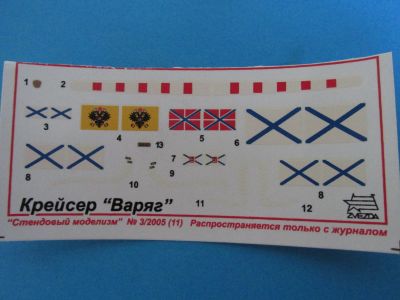 1 2
3 4 5 6
7
8 9 10 13 8
11 12
Крейсер "Варяг"
ZVEZDA
"Стендовый моделизм" № 3/2005 (11) Распространяется только с журналом